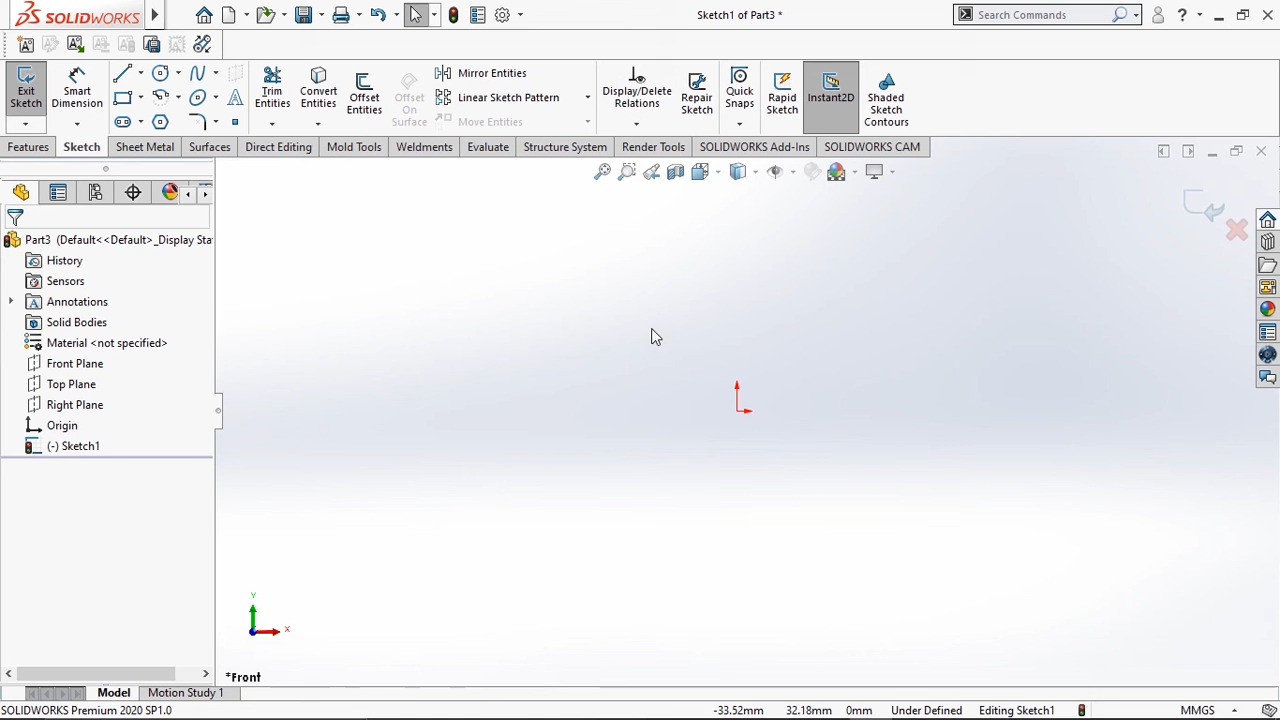 SOLIDWORKS
Sketch1 of Part3 *
Search Commands
?
Exit Sketch
Smart Dimension
Trim Entities
Convert Entities
Offset Entities
Offset On Surface
Mirror Entities
Linear Sketch Pattern
Move Entities
Display/Delete Relations
Repair Sketch
Quick Snaps
Rapid Sketch
Instant2D
Shaded Sketch Contours
Features
Sketch
Sheet Metal
Surfaces
Direct Editing
Mold Tools
Weldments
Evaluate
Structure System
Render Tools
SOLIDWORKS Add-Ins
SOLIDWORKS CAM
Part3 (Default<<Default>_Display Sta
History
Sensors
Annotations
Solid Bodies
Material <not specified>
Front Plane
Top Plane
Right Plane
Origin
(-) Sketch1
Y
X
*Front
Model
Motion Study 1
SOLIDWORKS Premium 2020 SP1.0
-33.52mm
32.18mm
0mm
Under Defined
Editing Sketch1
MMGS